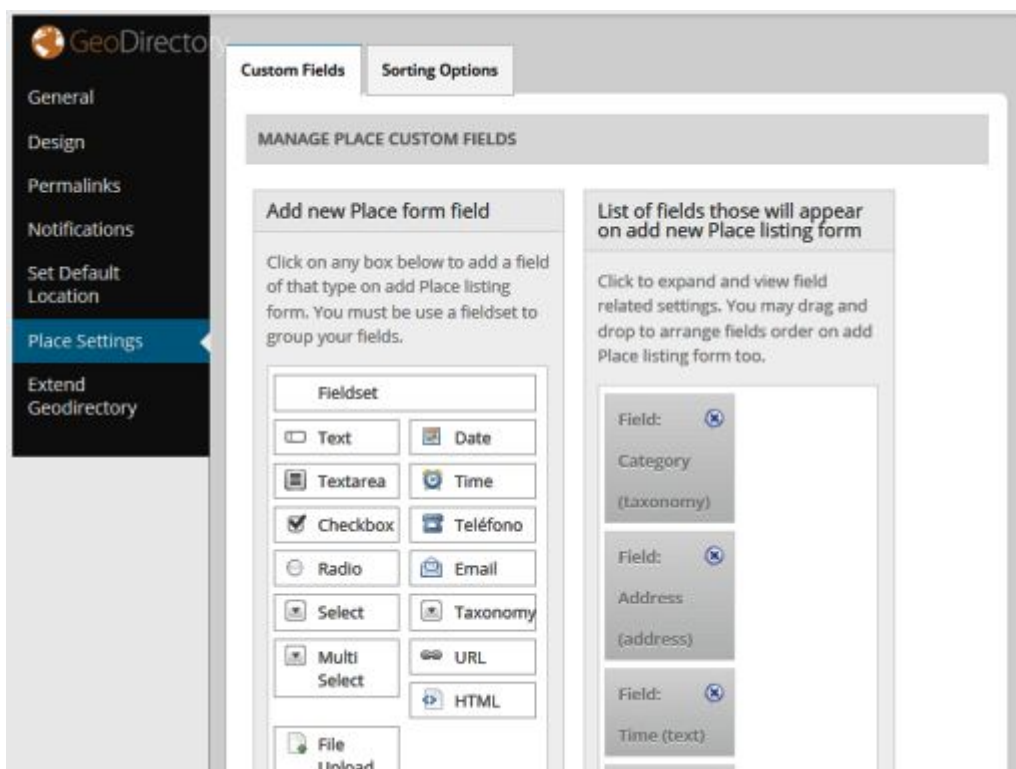 GeoDirectory
General
Design
Permalinks
Notifications
Set Default
Location
Place Settings
Extend
Geodirectory
Custom Fields
Sorting Options
MANAGE PLACE CUSTOM FIELDS
Add new Place form field
Click on any box below to add a field
of that type on add Place listing
form. You must be use a fieldset to
group your fields.
Fieldset
Text
Date
Textarea
Time
Checkbox
Teléfono
Radio
Email
Select
Taxonomy
Multi
Select
URL
HTML
File
Upload
List of fields those will appear
on add new Place listing form
Click to expand and view field
related settings. You may drag and
drop to arrange fields order on add
Place listing form too.
Field:
Category
(taxonomy)
Field:
Address
(address)
Field:
Time (text)